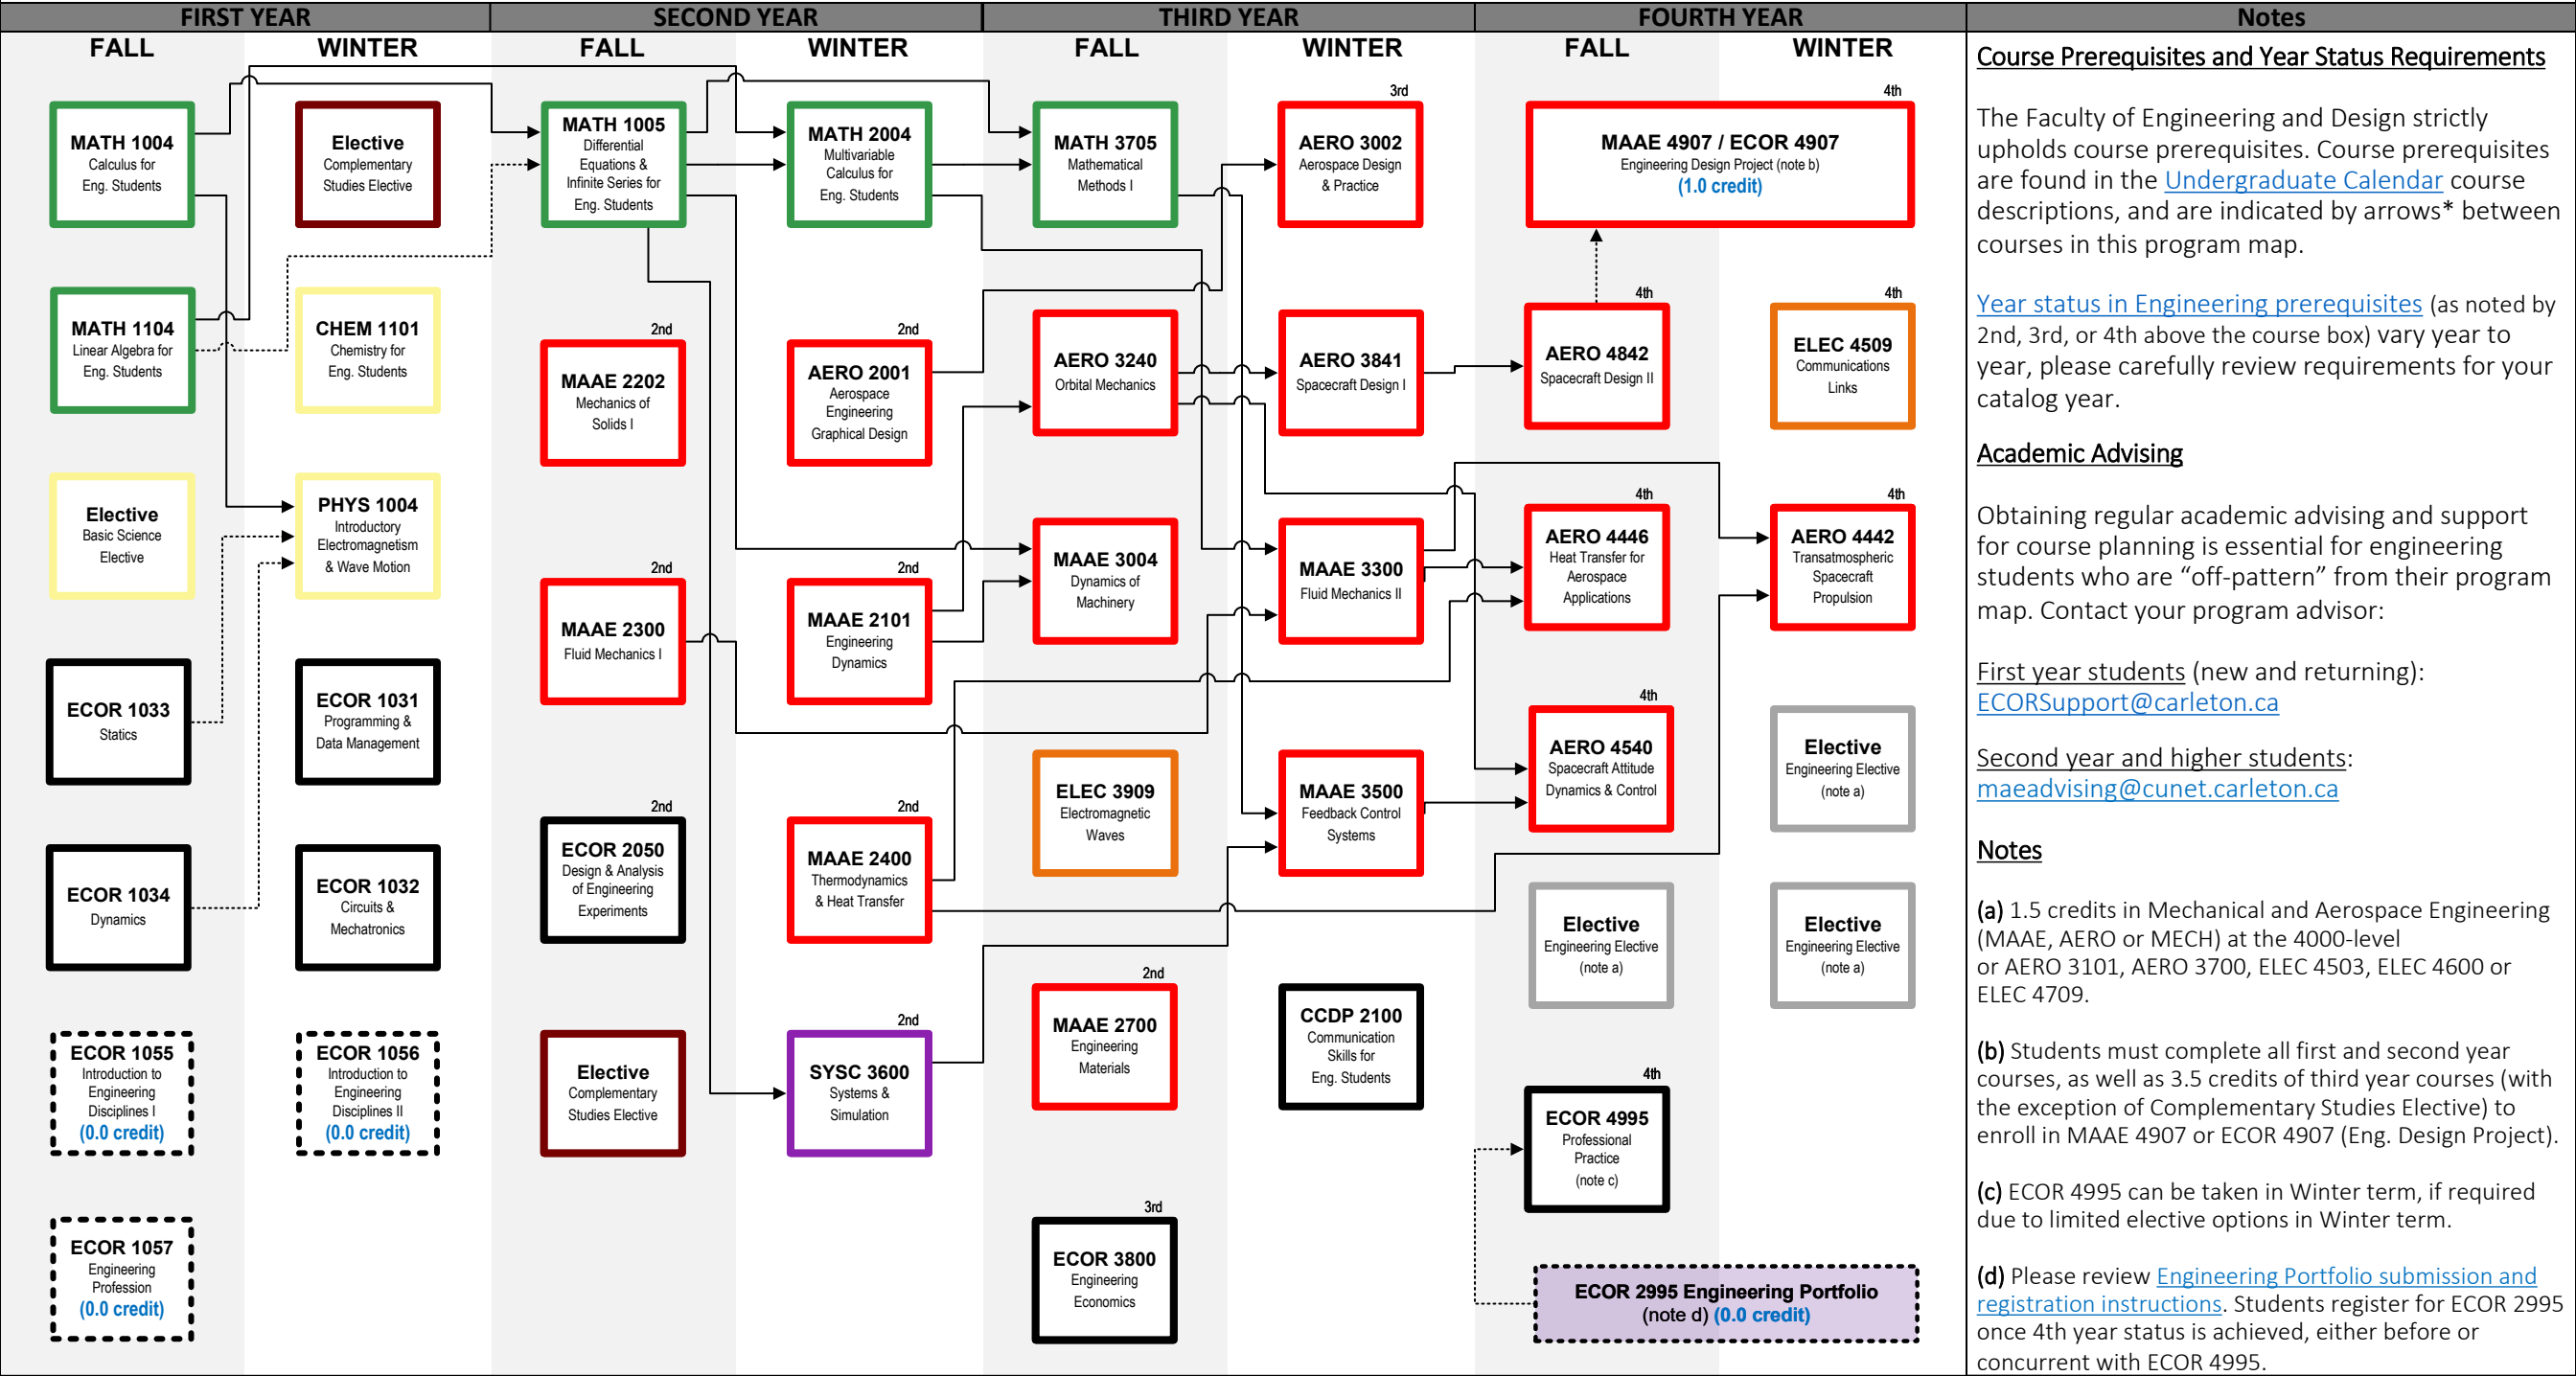 FIRST YEAR
SECOND YEAR
THIRD YEAR
FOURTH YEAR
Notes
FALL
WINTER
FALL
WINTER
FALL
WINTER
FALL
WINTER
MATH 1004
Calculus for
Eng. Students
MATH 1104
Linear Algebra for
Eng. Students
Elective
Basic Science
Elective
ECOR 1033
Statics
ECOR 1034
Dynamics
ECOR 1055
Introduction to
Engineering
Disciplines I
(0.0 credit)
ECOR 1057
Engineering
Profession
(0.0 credit)
Elective
Complementary
Studies Elective
CHEM 1101
Chemistry for
Eng. Students
PHYS 1004
Introductory
Electromagnetism
& Wave Motion
ECOR 1031
Programming &
Data Management
ECOR 1032
Circuits &
Mechatronics
ECOR 1056
Introduction to
Engineering
Disciplines II
(0.0 credit)
MATH 1005
Differential
Equations &
Infinite Series for
Eng. Students
2nd
MAAE 2202
Mechanics of
Solids I
2nd
MAAE 2300
Fluid Mechanics I
2nd
ECOR 2050
Design & Analysis
of Engineering
Experiments
Elective
Complementary
Studies Elective
MATH 2004
Multivariable
Calculus for
Eng. Students
2nd
AERO 2001
Aerospace
Engineering
Graphical Design
2nd
MAAE 2101
Engineering
Dynamics
2nd
MAAE 2400
Thermodynamics
& Heat Transfer
2nd
SYSC 3600
Systems &
Simulation
MATH 3705
Mathematical
Methods I
AERO 3240
Orbital Mechanics
MAAE 3004
Dynamics of
Machinery
ELEC 3909
Electromagnetic
Waves
2nd
MAAE 2700
Engineering
Materials
3rd
ECOR 3800
Engineering
Economics
3rd
AERO 3002
Aerospace Design
& Practice
AERO 3841
Spacecraft Design I
MAAE 3300
Fluid Mechanics II
MAAE 3500
Feedback Control
Systems
CCDP 2100
Communication
Skills for
Eng. Students
4th
MAAE 4907 / ECOR 4907
Engineering Design Project (note b)
(1.0 credit)
4th
AERO 4842
Spacecraft Design II
4th
AERO 4446
Heat Transfer for
Aerospace
Applications
4th
AERO 4540
Spacecraft Attitude
Dynamics & Control
Elective
Engineering Elective
(note a)
4th
ECOR 4995
Professional
Practice
(note c)
ECOR 2995 Engineering Portfolio
(note d) (0.0 credit)
4th
ELEC 4509
Communications
Links
4th
AERO 4442
Transatmospheric
Spacecraft
Propulsion
Elective
Engineering Elective
(note a)
Elective
Engineering Elective
(note a)
Course Prerequisites and Year Status Requirements
The Faculty of Engineering and Design strictly
upholds course prerequisites. Course prerequisites
are found in the Undergraduate Calendar course
descriptions, and are indicated by arrows* between
courses in this program map.
Year status in Engineering prerequisites (as noted by
2nd, 3rd, or 4th above the course box) vary year to
year, please carefully review requirements for your
catalog year.
Academic Advising
Obtaining regular academic advising and support
for course planning is essential for engineering
students who are “off-pattern” from their program
map. Contact your program advisor:
First year students (new and returning):
ECORSupport@carleton.ca
Second year and higher students:
maeadvising@cunet.carleton.ca
Notes
(a) 1.5 credits in Mechanical and Aerospace Engineering
(MAAE, AERO or MECH) at the 4000-level
or AERO 3101, AERO 3700, ELEC 4503, ELEC 4600 or
ELEC 4709.
(b) Students must complete all first and second year
courses, as well as 3.5 credits of third year courses (with
the exception of Complementary Studies Elective) to
enroll in MAAE 4907 or ECOR 4907 (Eng. Design Project).
(c) ECOR 4995 can be taken in Winter term, if required
due to limited elective options in Winter term.
(d) Please review Engineering Portfolio submission and
registration instructions. Students register for ECOR 2995
once 4th year status is achieved, either before or
concurrent with ECOR 4995.